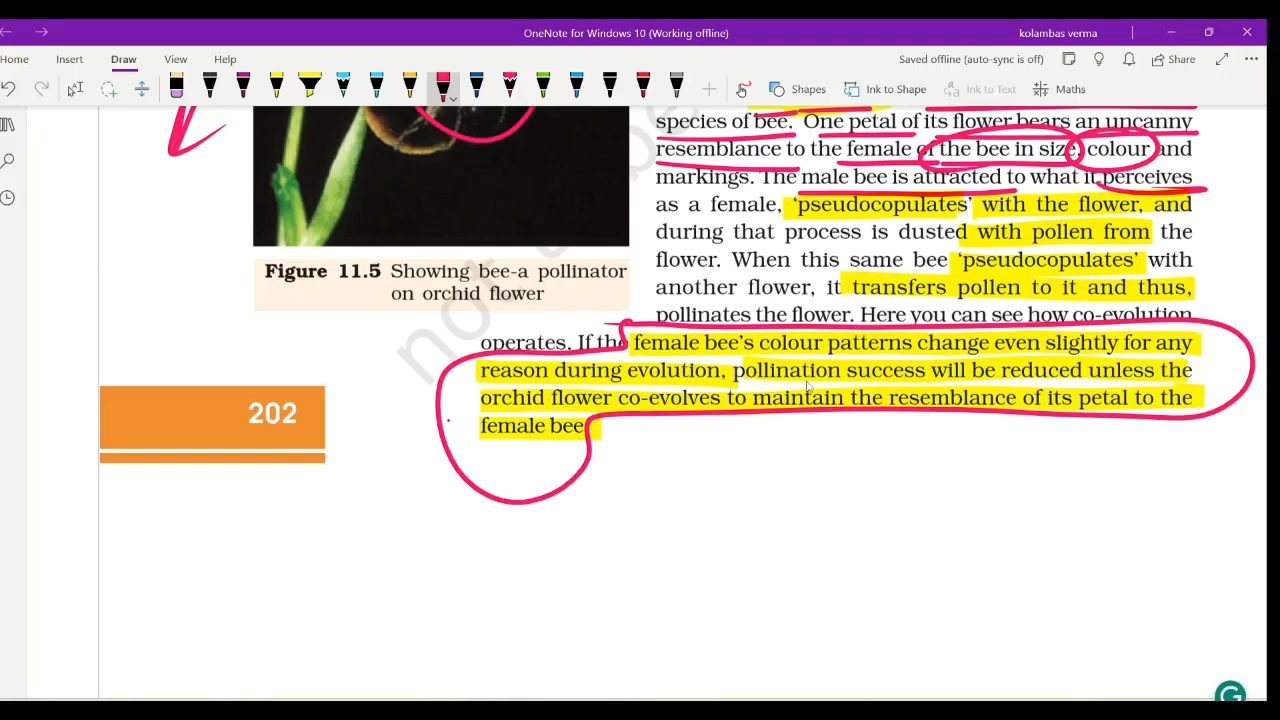 OneNote for Windows 10 (Working offline)
kolambas verma
Home Insert Draw View Help
Saved offline (auto-sync is off)
Share
Shapes
Ink to Shape
Ink to Text
Maths
species of bee. One petal of its flower bears an uncanny
resemblance to the female of the bee in size, colour and
markings. The male bee is attracted to what it perceives
as a female, ‘pseudocopulates’ with the flower, and
during that process is dusted with pollen from the
flower. When this same bee ‘pseudocopulates’ with
another flower, it transfers pollen to it and thus,
pollinates the flower. Here you can see how co-evolution
operates. If the female bee’s colour patterns change even slightly for any
reason during evolution, pollination success will be reduced unless the
orchid flower co-evolves to maintain the resemblance of its petal to the
female bee
Figure 11.5 Showing bee-a pollinator
on orchid flower
202
not be